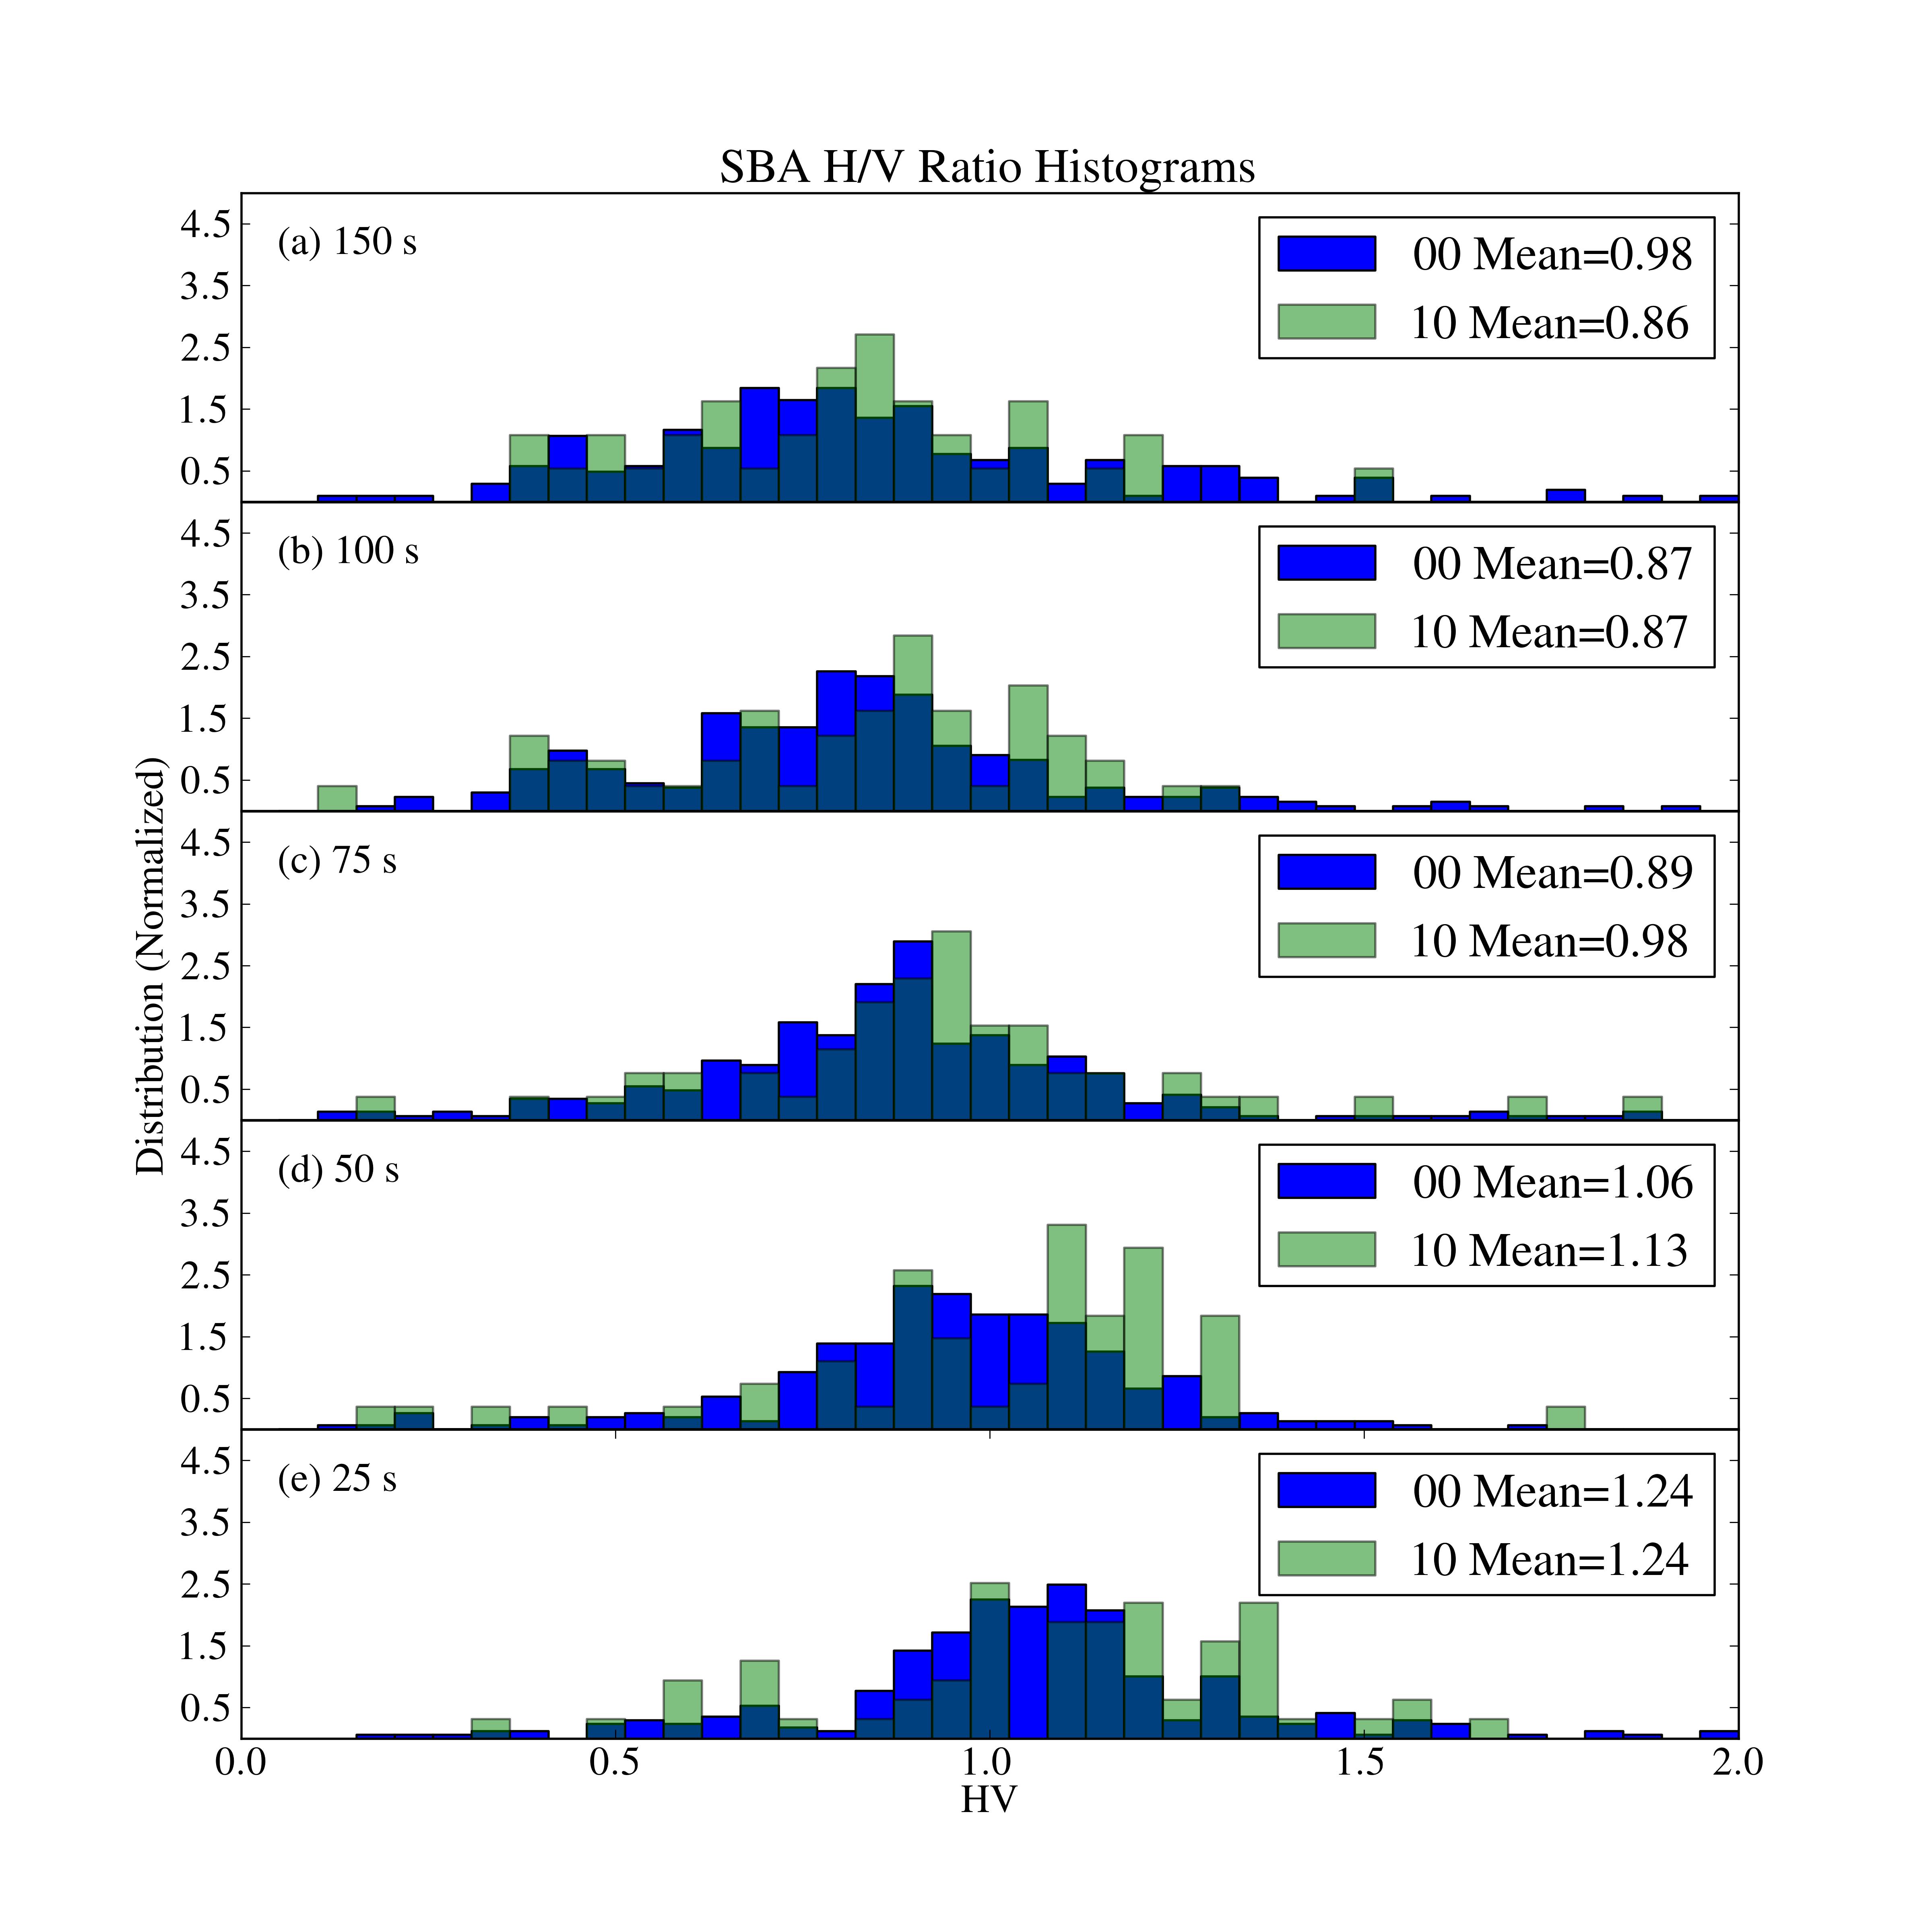 SBA H/V Ratio Histograms
4.5
3.5
2.5
1.5
0.5
(a) 150 s
00 Mean=0.98
10 Mean=0.86
4.5
3.5
2.5
1.5
0.5
(b) 100 s
00 Mean=0.87
10 Mean=0.87
Distribution (Normalized)
4.5
3.5
2.5
1.5
0.5
(c) 75 s
00 Mean=0.89
10 Mean=0.98
4.5
3.5
2.5
1.5
0.5
(d) 50 s
00 Mean=1.06
10 Mean=1.13
4.5
3.5
2.5
1.5
0.5
(e) 25 s
00 Mean=1.24
10 Mean=1.24
0.0 0.5 1.0 1.5 2.0
HV